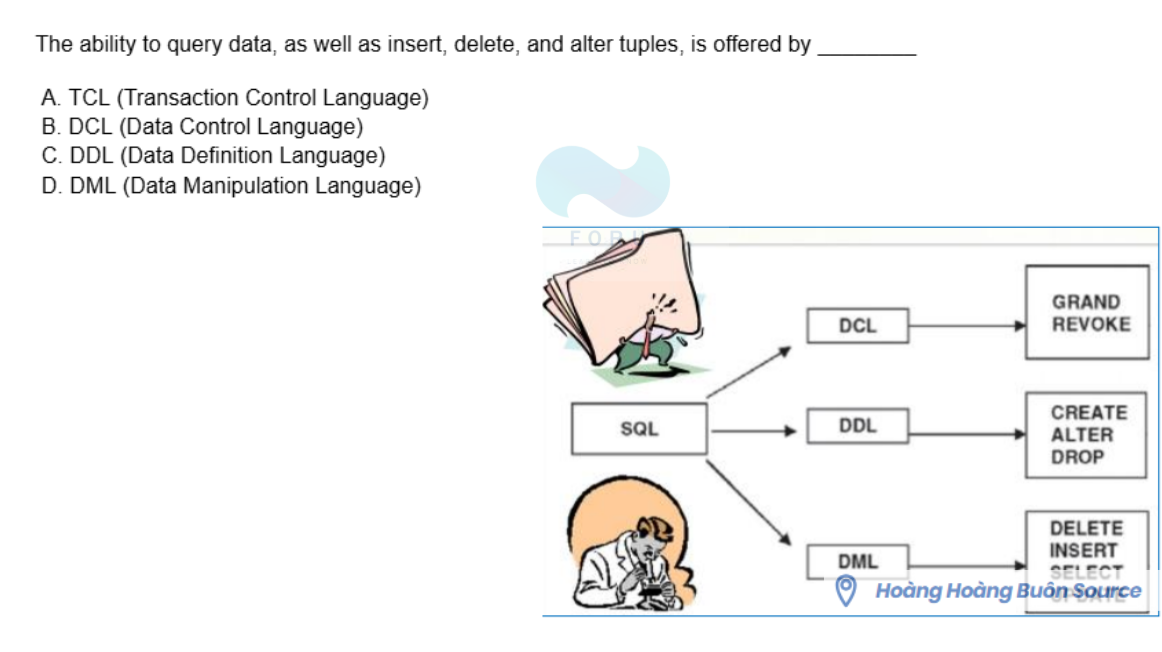 The ability to query data, as well as insert, delete, and alter tuples, is offered by ________
A. TCL (Transaction Control Language)
B. DCL (Data Control Language)
C. DDL (Data Definition Language)
D. DML (Data Manipulation Language)
SQL
DCL
GRAND
REVOKE
DDL
CREATE
ALTER
DROP
DML
DELETE
INSERT
SELECT
UPDATE
Hoàng Hoàng Buôn Source